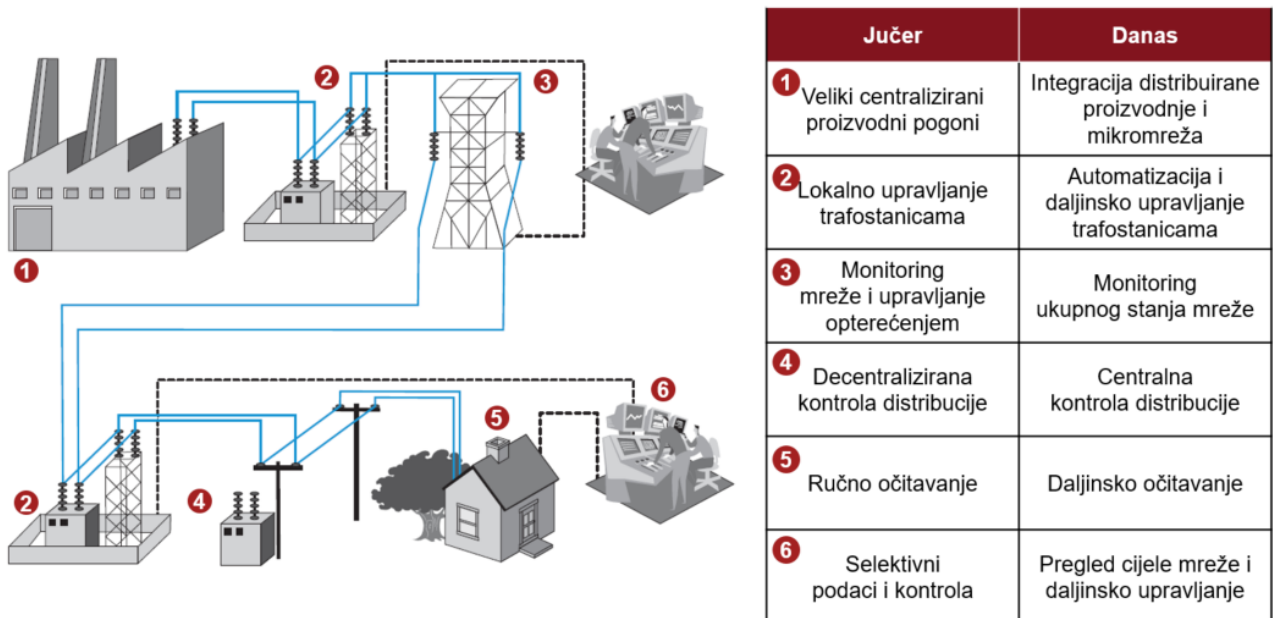 2
3
1
2
4
5
6
Jučer
Danas
1
Veliki centralizirani
proizvodni pogoni
Integracija distribuirane
proizvodnje i
mikromreža
2
Lokalno upravljanje
trafostanicama
Automatizacija i
daljinsko upravljanje
trafostanicama
3
Monitoring
mreže i upravljanje
opterećenjem
Monitoring
ukupnog stanja mreže
4
Decentralizirana
kontrola distribucije
Centralna
kontrola distribucije
5
Ručno očitavanje
Daljinsko očitavanje
6
Selektivni
podaci i kontrola
Pregled cijele mreže i
daljinsko upravljanje